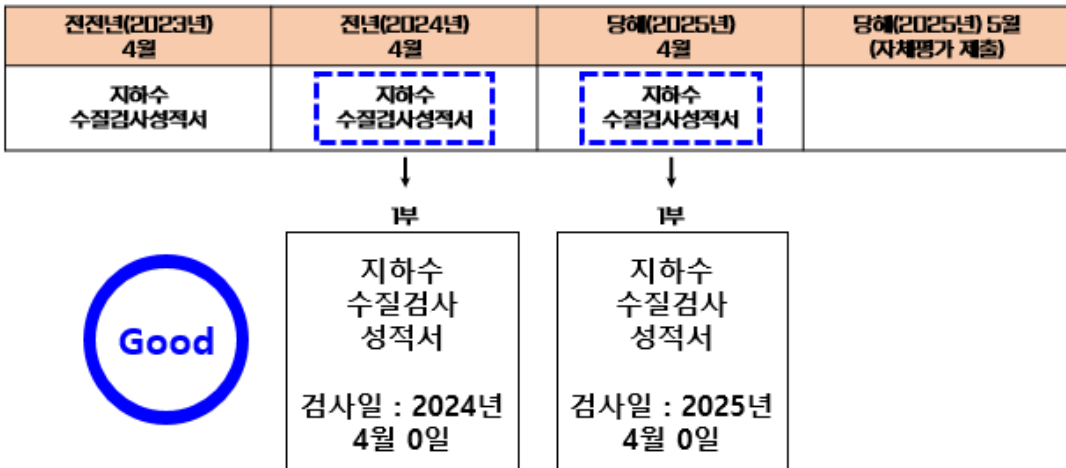 전전년(2023년)
4월
전년(2024년)
4월
당해(2025년)
4월
당해(2025년) 5월
(자체평가 제출)
지하수
수질검사성적서
지하수
수질검사성적서
지하수
수질검사성적서
1부
1부
Good
지하수
수질검사
성적서
검사일 : 2024년
4월 0일
지하수
수질검사
성적서
검사일 : 2025년
4월 0일